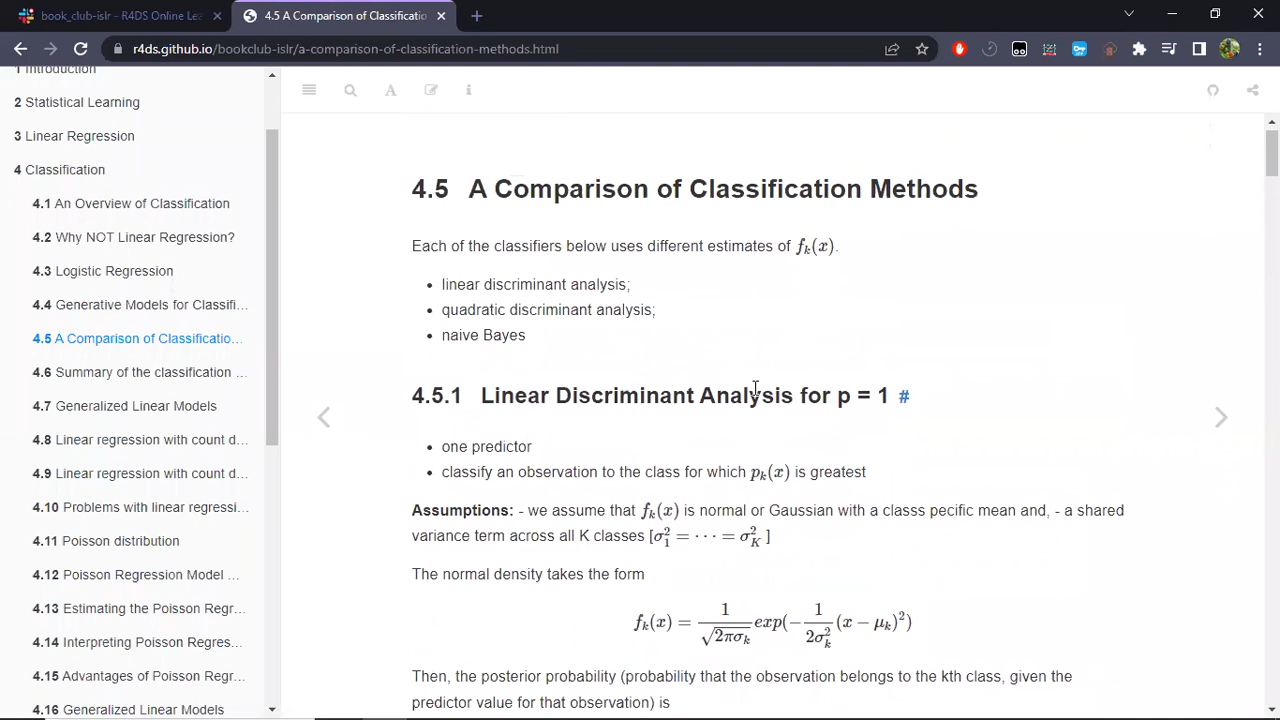 book_club-islr - R4DS Online Le
4.5 A Comparison of Classificatio
r4ds.github.io/bookclub-islr/a-comparison-of-classification-methods.html
1 Introduction
2 Statistical Learning
3 Linear Regression
4 Classification
4.1 An Overview of Classification
4.2 Why NOT Linear Regression?
4.3 Logistic Regression
4.4 Generative Models for Classifi...
4.5 A Comparison of Classificatio...
4.6 Summary of the classification ...
4.7 Generalized Linear Models
4.8 Linear regression with count d...
4.9 Linear regression with count d...
4.10 Problems with linear regressi...
4.11 Poisson distribution
4.12 Poisson Regression Model ...
4.13 Estimating the Poisson Regr...
4.14 Interpreting Poisson Regres...
4.15 Advantages of Poisson Regr...
4.16 Generalized Linear Models
4.5 A Comparison of Classification Methods
Each of the classifiers below uses different estimates of f_k(x).
• linear discriminant analysis;
• quadratic discriminant analysis;
• naive Bayes
4.5.1 Linear Discriminant Analysis for p = 1 #
• one predictor
• classify an observation to the class for which p_k(x) is greatest
Assumptions: - we assume that f_k(x) is normal or Gaussian with a classs pecific mean and, - a shared
variance term across all K classes [σ_1^2 = ⋯ = σ_K^2 ]
The normal density takes the form
f_k(x) = \frac{1}{\sqrt{2πσ_k}} exp(−\frac{1}{2σ_k^2}(x − μ_k)^2)
Then, the posterior probability (probability that the observation belongs to the kth class, given the
predictor value for that observation) is